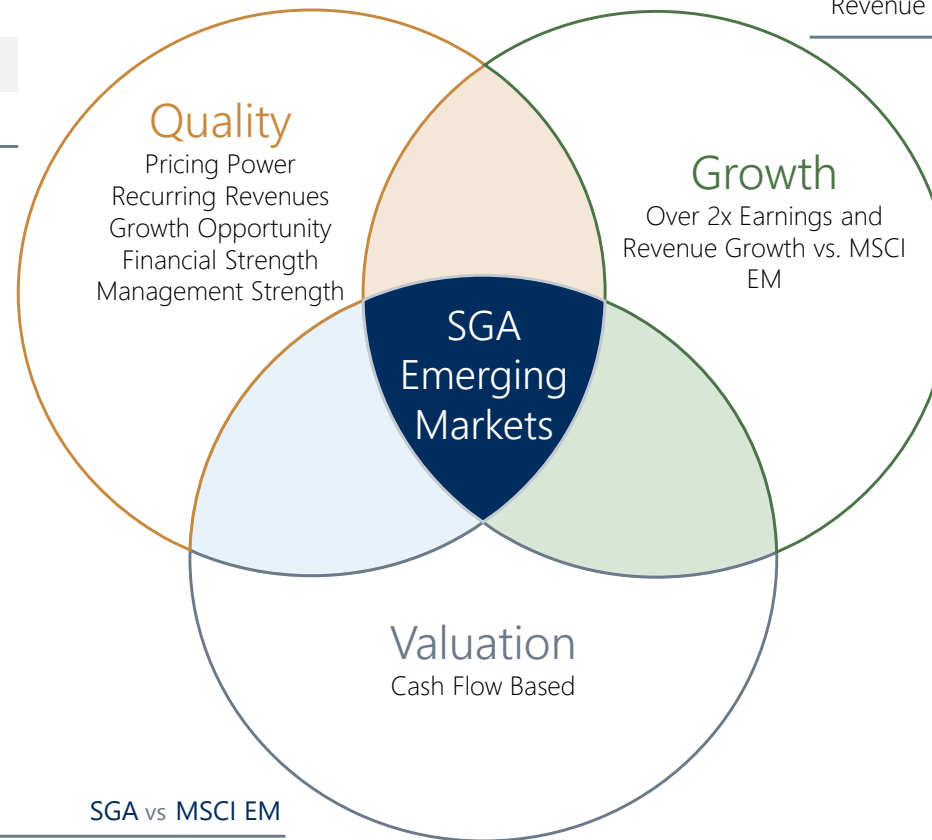 Revenue
Quality
Pricing Power
Recurring Revenues
Growth Opportunity
Financial Strength
Management Strength
Growth
Over 2x Earnings and
Revenue Growth vs. MSCI
EM
SGA
Emerging
Markets
Valuation
Cash Flow Based
SGA vs MSCI EM